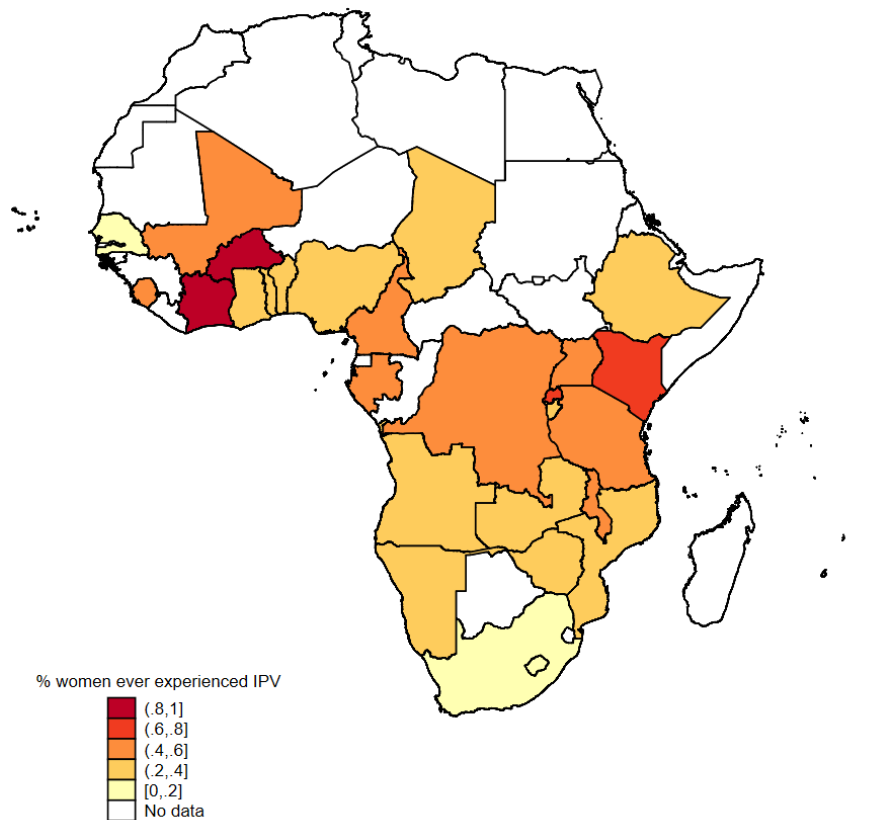 % women ever experienced IPV
(.8,1]
(.6,.8]
(.4,.6]
(.2,.4]
[0,.2]
No data